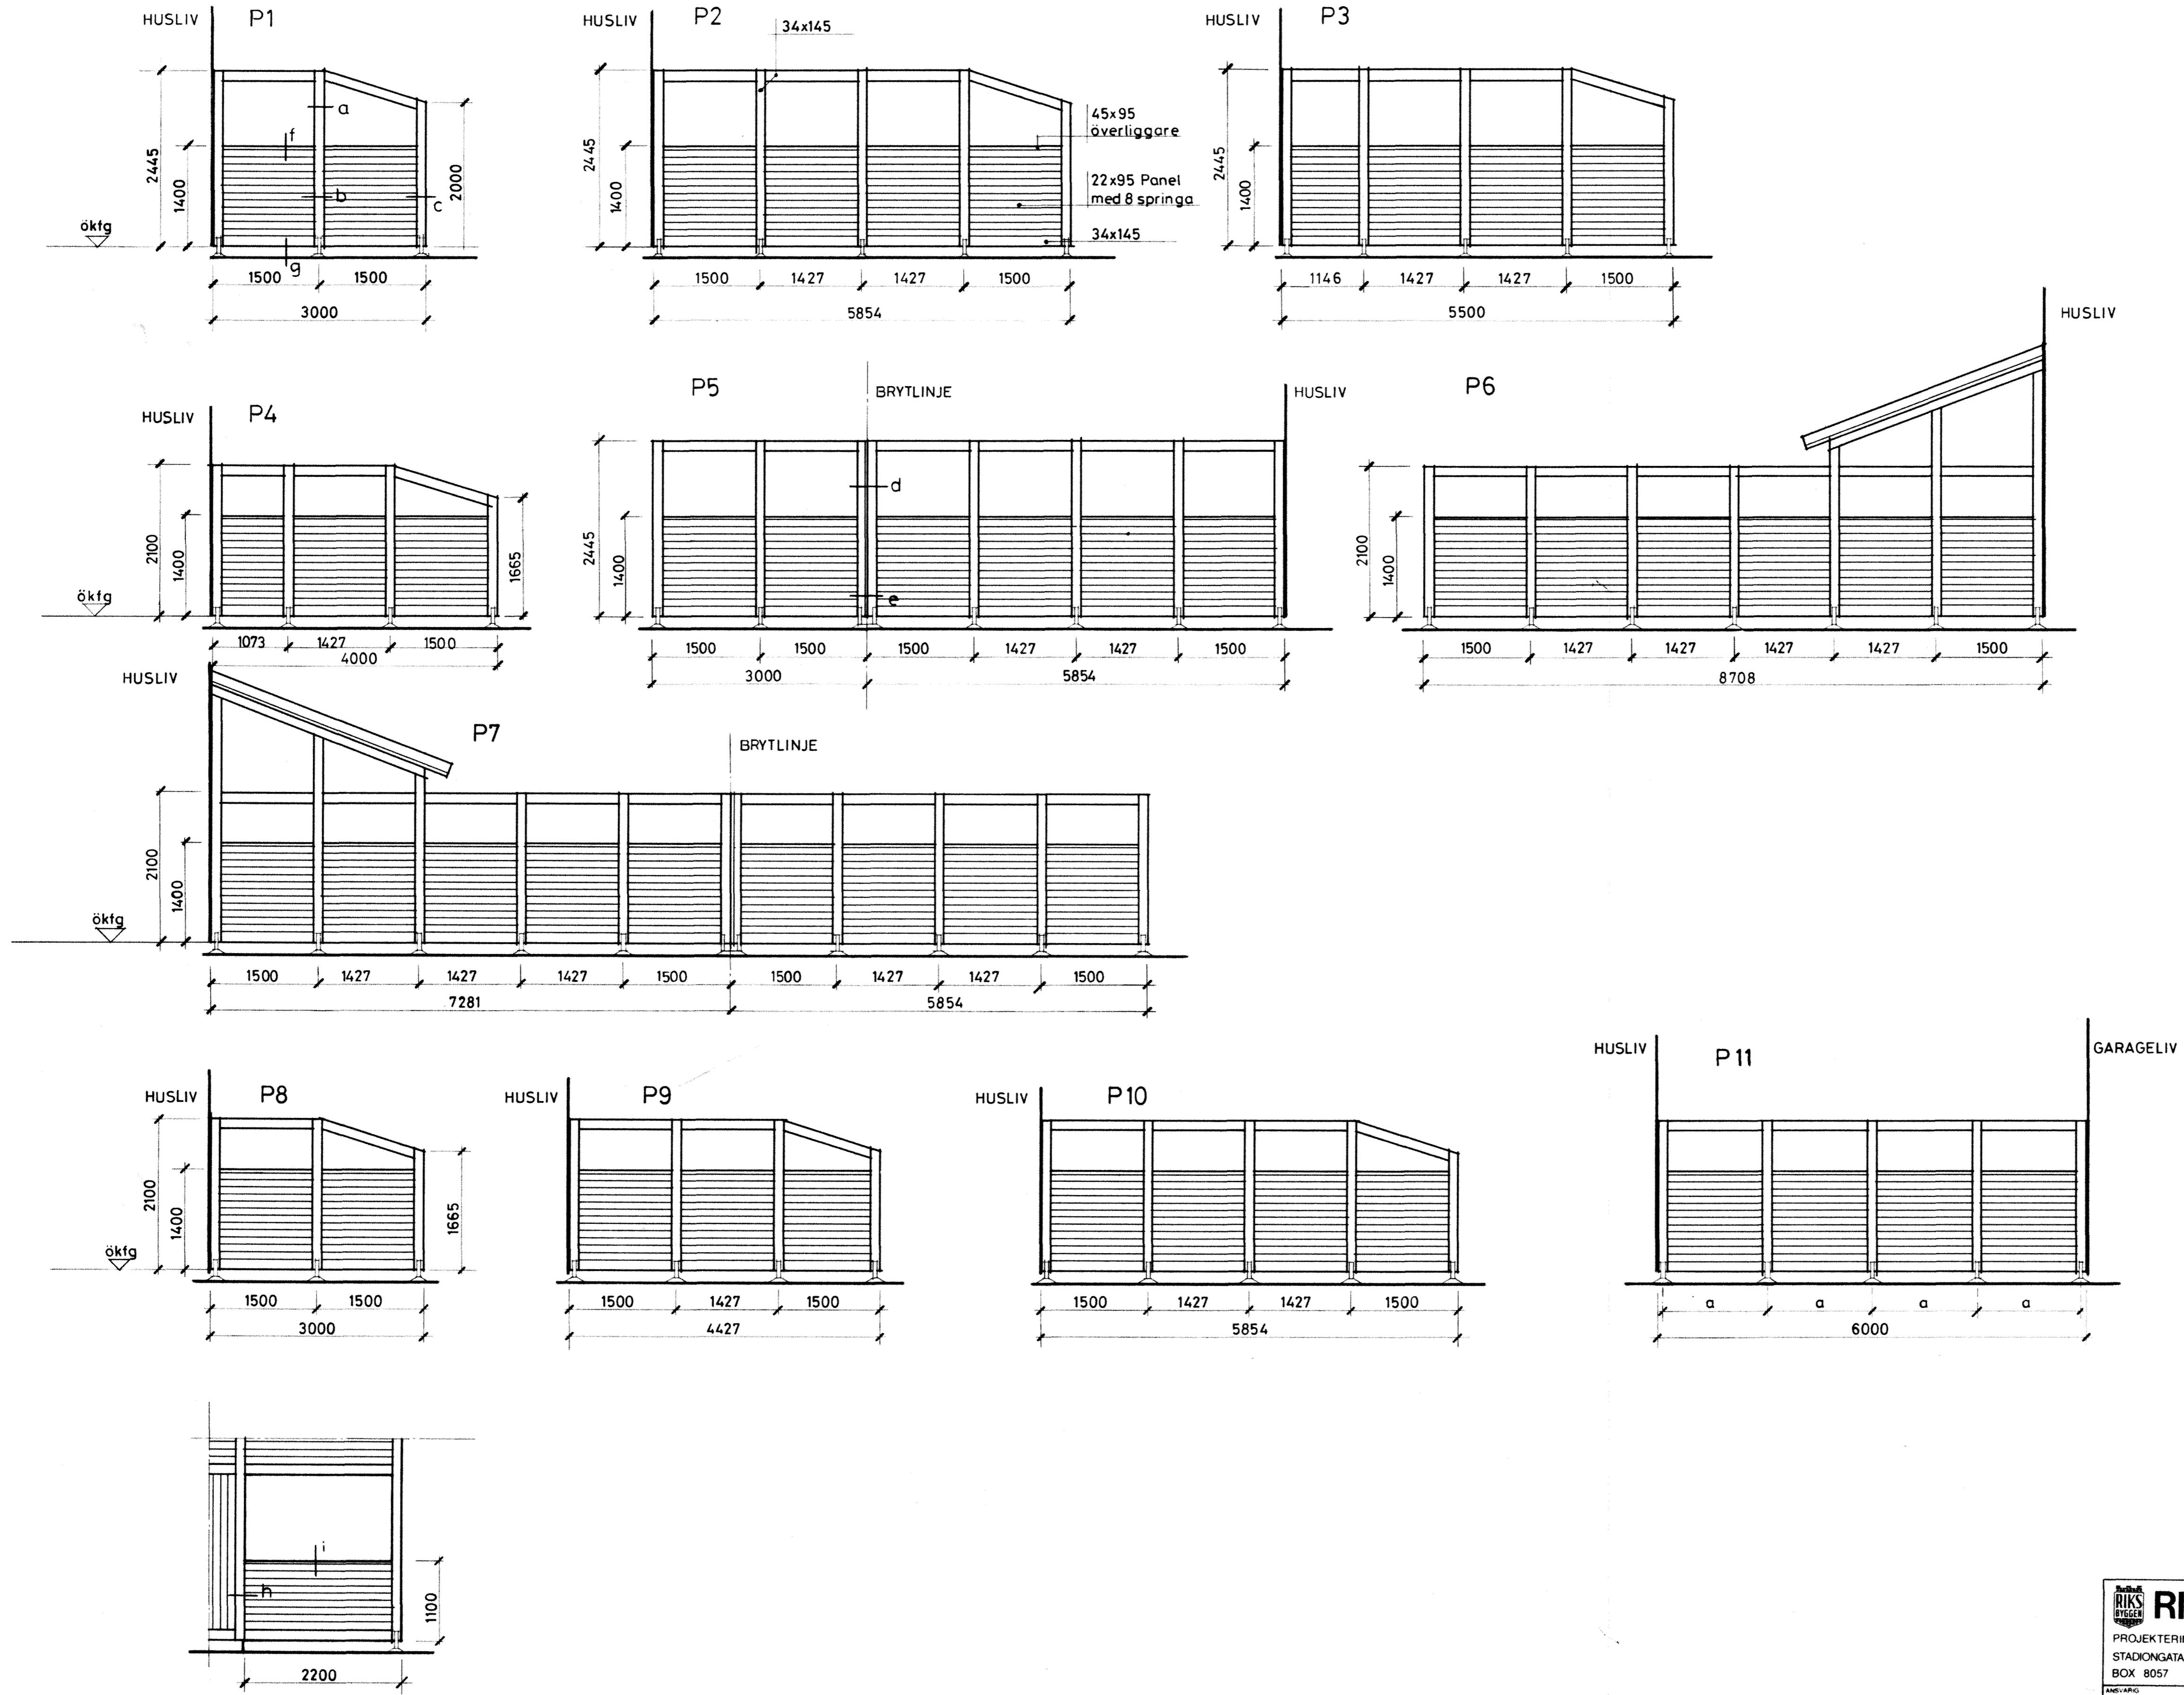 HUSLIV
P1
2445
1400
ökfg
a
f
b
c
g
2000
1500
1500
3000
HUSLIV
P2
34x145
2445
1400
45x95
överliggare
22x95 Panel
med 8 springa
34x145
1500
1427
1427
1500
5854
HUSLIV
P3
2445
1400
1146
1427
1427
1500
5500
HUSLIV
P4
2100
1400
ökfg
1665
1073
1427
1500
4000
P5
BRYTLINJE
HUSLIV
2445
1400
d
e
1500
1500
1500
1427
1427
1500
3000
5854
P6
HUSLIV
2100
1400
1500
1427
1427
1427
1427
1500
8708
HUSLIV
P7
BRYTLINJE
2100
1400
ökfg
1500
1427
1427
1427
1500
1500
1427
1427
1500
7281
5854
HUSLIV
P8
2100
1400
ökfg
1665
1500
1500
3000
HUSLIV
P9
1500
1427
1500
4427
HUSLIV
P10
1500
1427
1427
1500
5854
HUSLIV
P11
GARAGELIV
a
a
a
a
6000
i
h
1100
2200
RIKS
BYGGEN
PROJEKTERI
STADIONGATA
BOX 8057
ANSVARIG